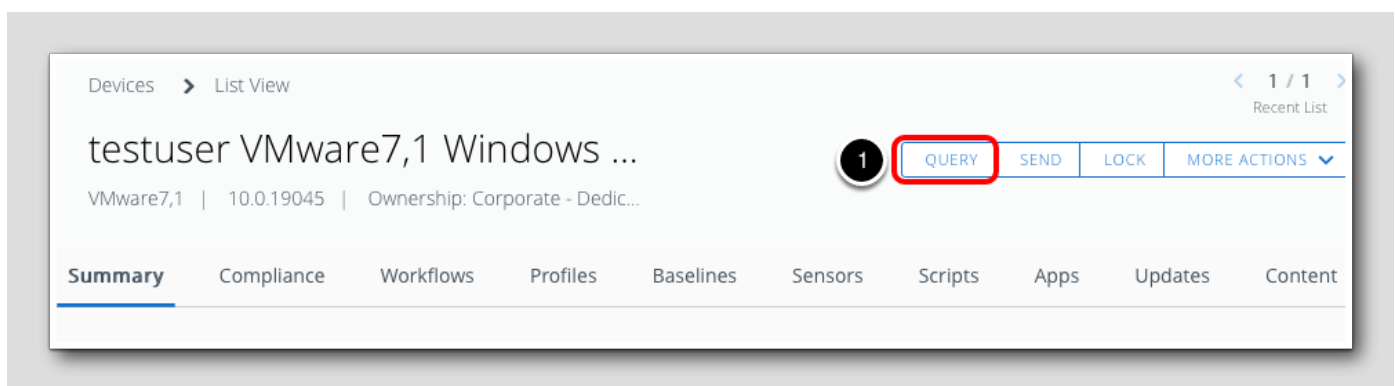 Devices > List View
< 1 / 1 >
Recent List
testuser VMware7,1 Windows ...
1 QUERY SEND LOCK MORE ACTIONS
VMware7,1 | 10.0.19045 | Ownership: Corporate - Dedic...
Summary Compliance Workflows Profiles Baselines Sensors Scripts Apps Updates Content